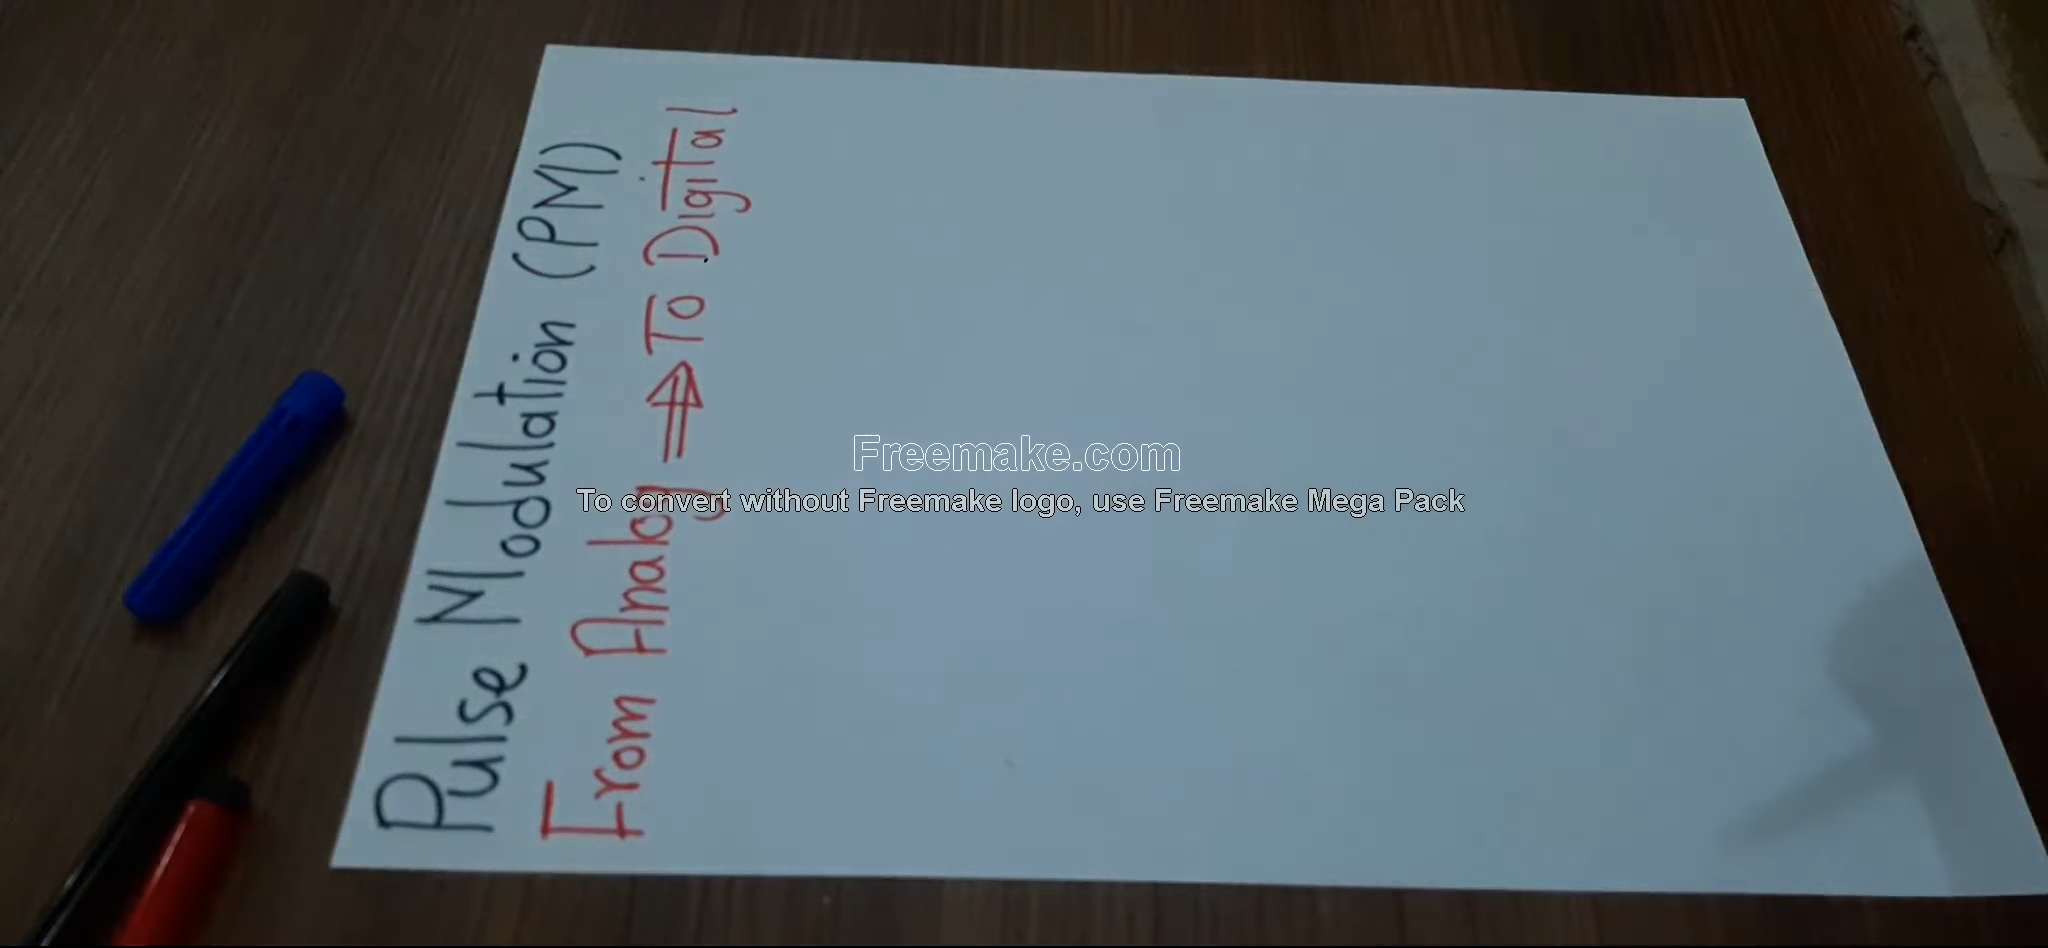 Pulse Modulation (PM)
From Analog ⇒ To Digital
Freemake.com
To convert without Freemake logo, use Freemake Mega Pack